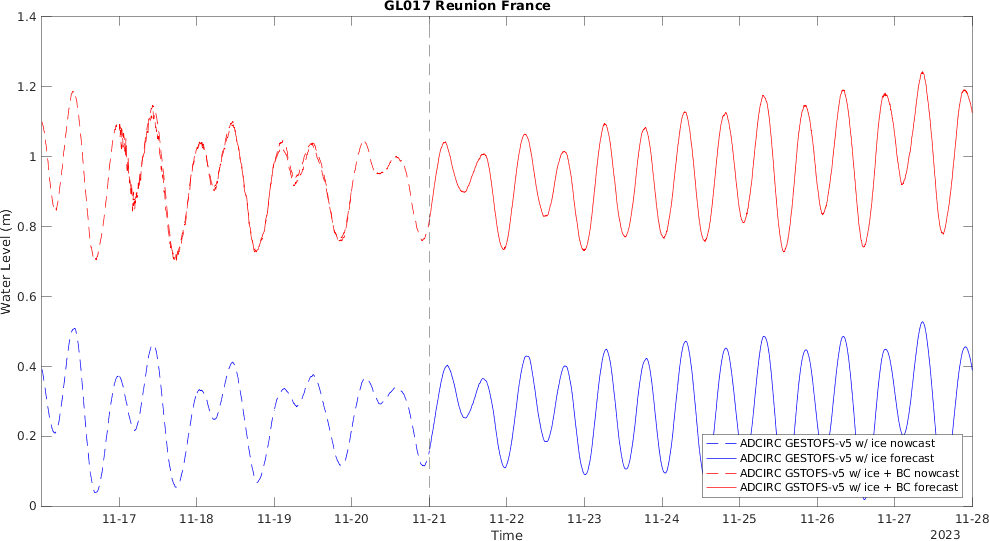 GL017 Reunion France
1.4
1.2
1
0.8
0.6
0.4
0.2
0
Water Level (m)
ADCIRC GESTOFS-v5 w/ ice nowcast
ADCIRC GESTOFS-v5 w/ ice forecast
ADCIRC GSTOFS-v5 w/ ice + BC nowcast
ADCIRC GSTOFS-v5 w/ ice + BC forecast
11-17 11-18 11-19 11-20 11-21 11-22 11-23 11-24 11-25 11-26 11-27 11-28
Time
2023